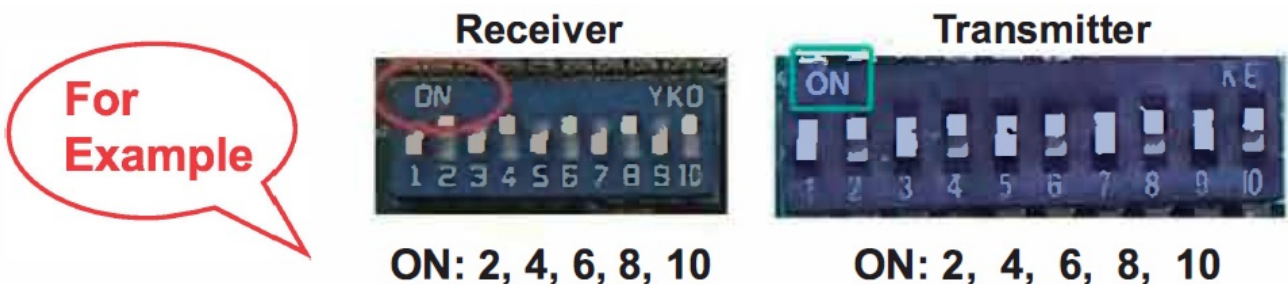 For
Example
Receiver
ON YKD
1 2 3 4 5 6 7 8 9 10
ON: 2, 4, 6, 8, 10
Transmitter
ON KE
1 2 3 4 5 6 7 8 9 10
ON: 2, 4, 6, 8, 10